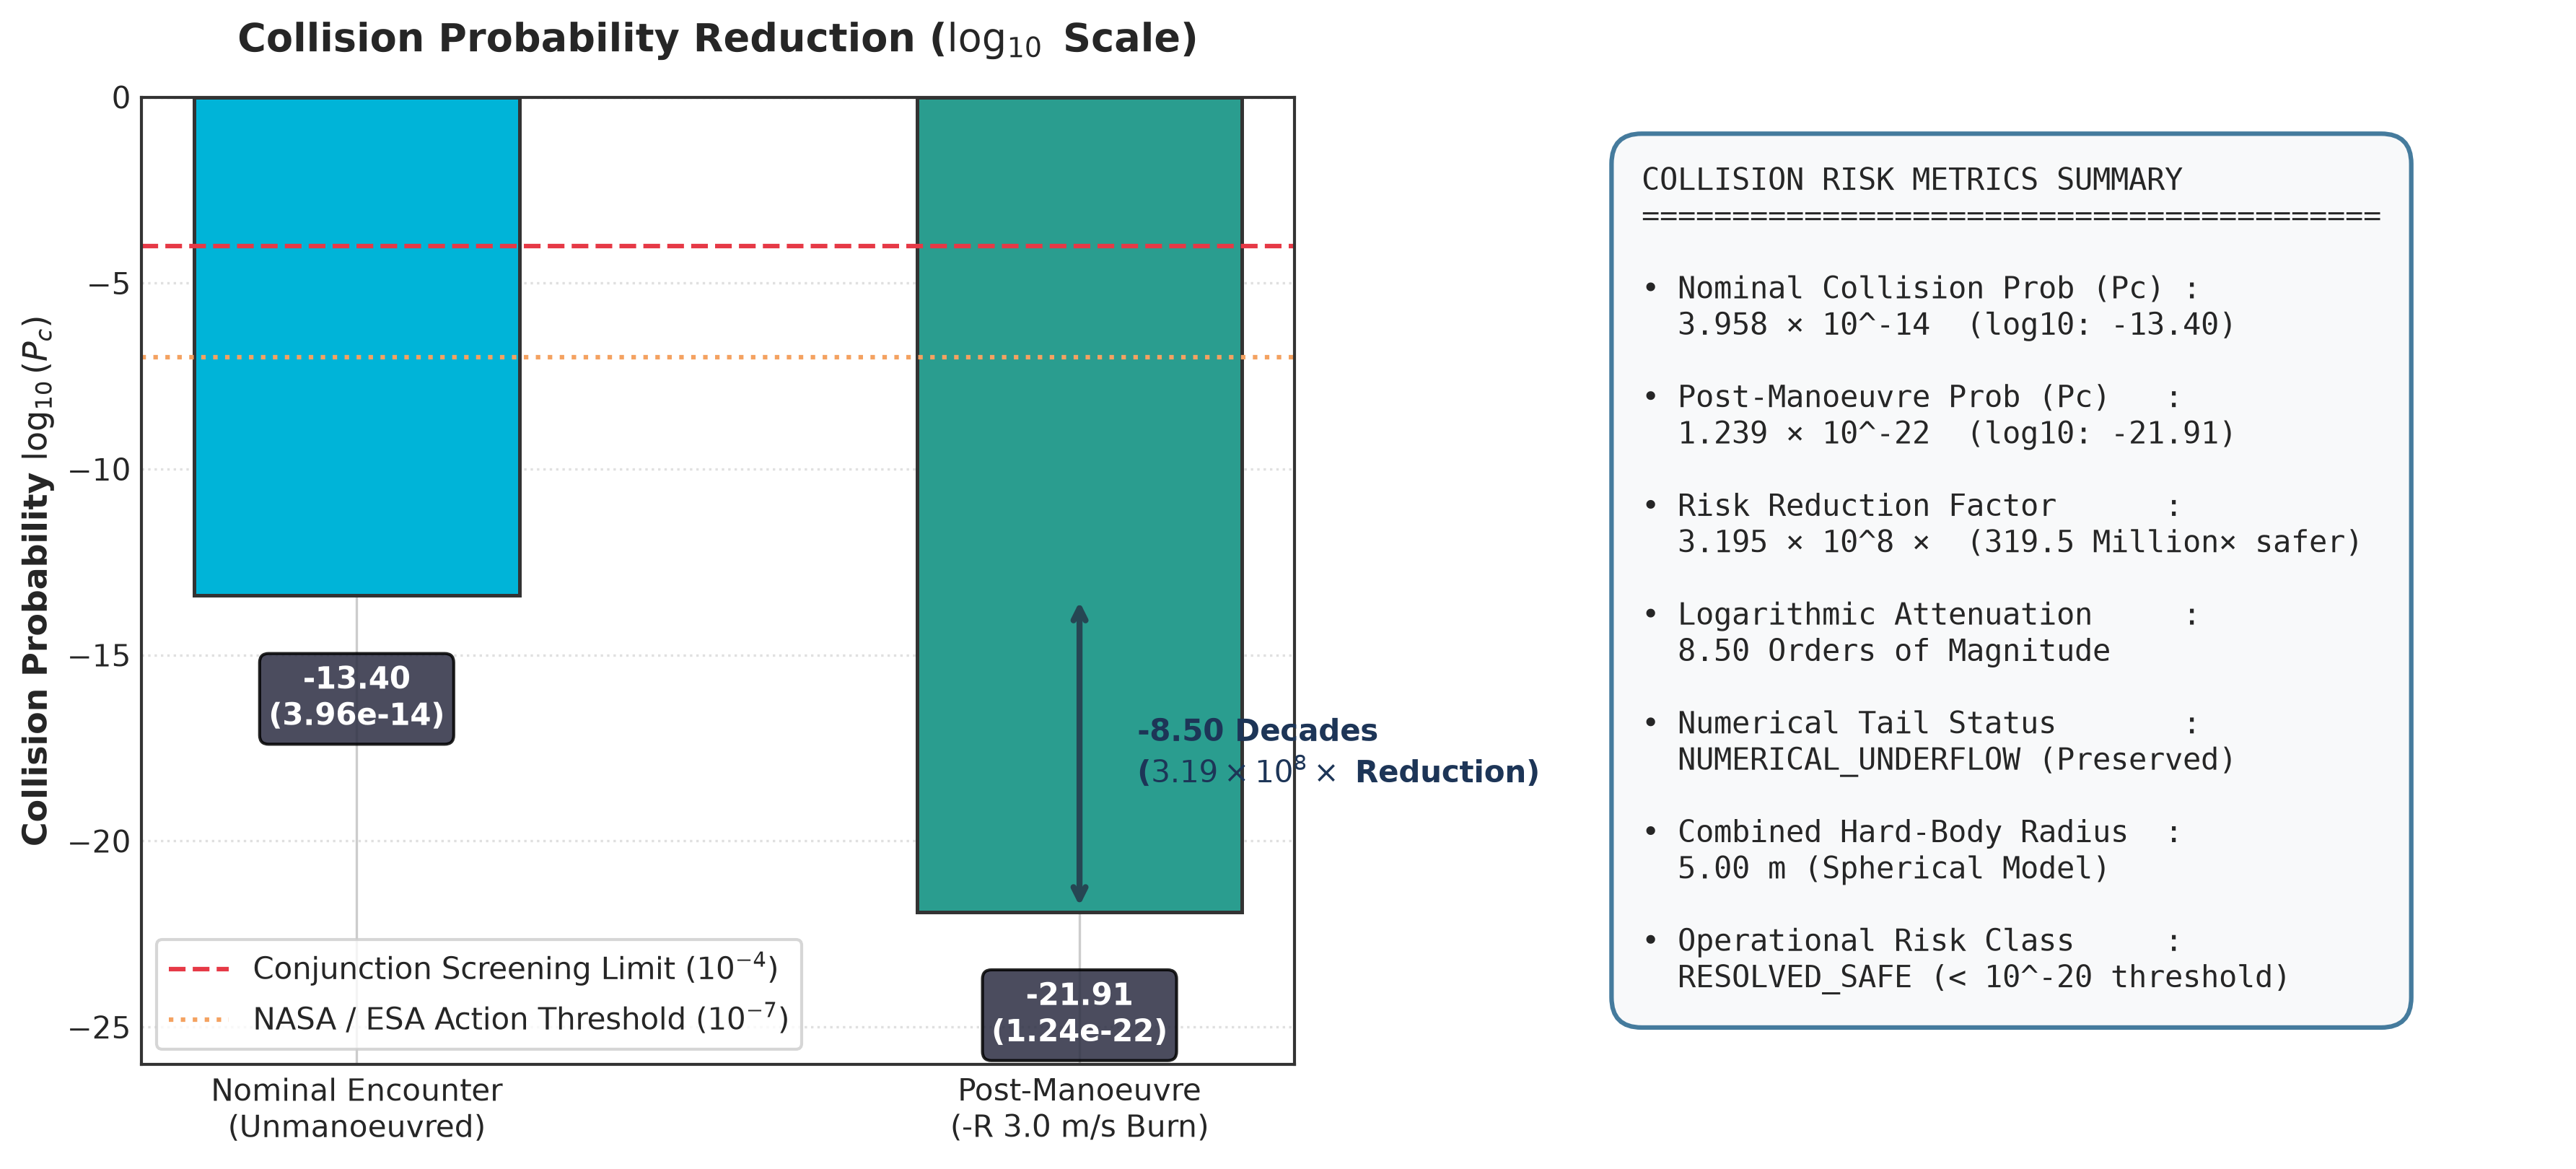 Collision Probability Reduction (log₁₀ Scale)
Collision Probability log₁₀(P_c)
0
−5
−10
−15
−20
−25
-13.40
(3.96e-14)
-8.50 Decades
(3.19 × 10⁸ × Reduction)
-21.91
(1.24e-22)
Conjunction Screening Limit (10⁻⁴)
NASA / ESA Action Threshold (10⁻⁷)
Nominal Encounter
(Unmanoeuvred)
Post-Manoeuvre
(-R 3.0 m/s Burn)
COLLISION RISK METRICS SUMMARY
=========================================
• Nominal Collision Prob (Pc) :
3.958 × 10^-14  (log10: -13.40)
• Post-Manoeuvre Prob (Pc)   :
1.239 × 10^-22  (log10: -21.91)
• Risk Reduction Factor      :
3.195 × 10^8 ×  (319.5 Million× safer)
• Logarithmic Attenuation     :
8.50 Orders of Magnitude
• Numerical Tail Status       :
NUMERICAL_UNDERFLOW (Preserved)
• Combined Hard-Body Radius  :
5.00 m (Spherical Model)
• Operational Risk Class     :
RESOLVED_SAFE (< 10^-20 threshold)